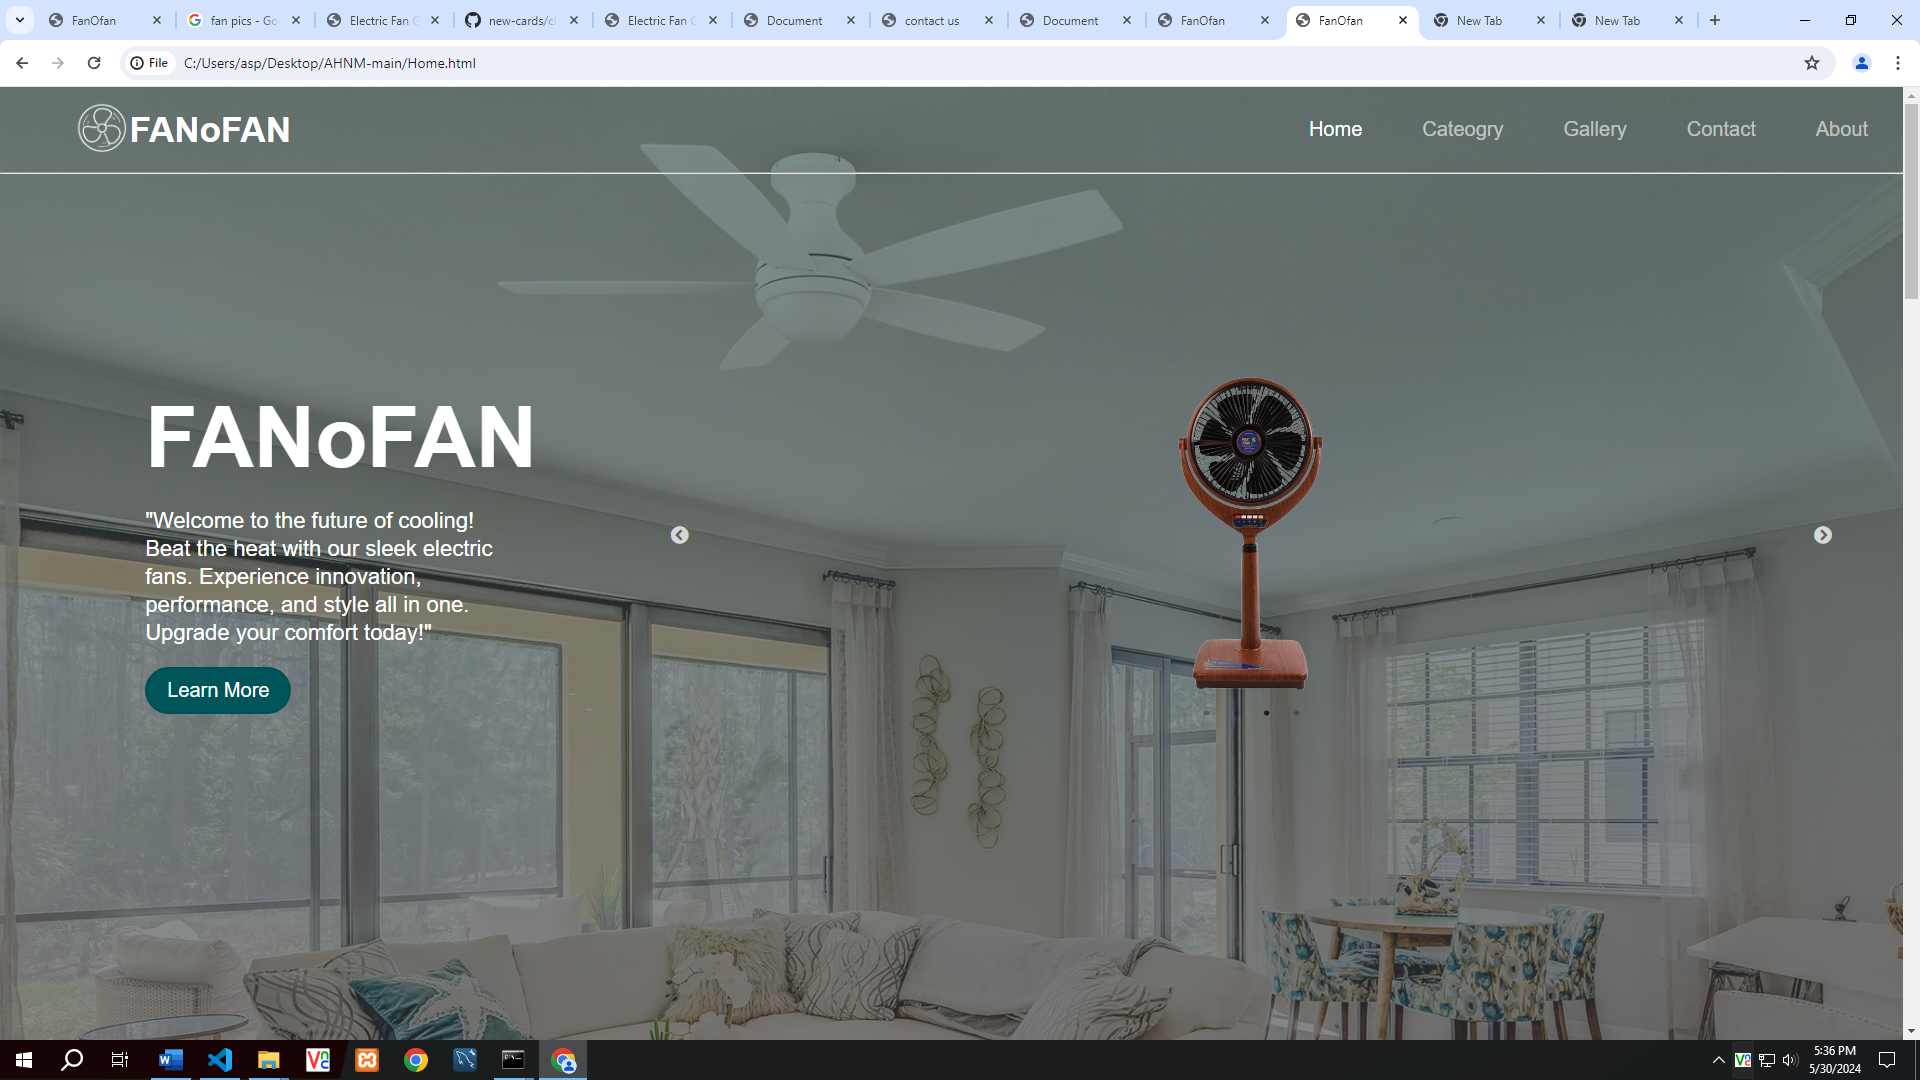 FanOfan
fan pics - Go
Electric Fan C
new-cards/c
Electric Fan C
Document
contact us
Document
FanOfan
FanOfan
New Tab
New Tab
File
C:/Users/asp/Desktop/AHNM-main/Home.html
FANoFAN
Home
Cateogry
Gallery
Contact
About
FANoFAN
"Welcome to the future of cooling!
Beat the heat with our sleek electric
fans. Experience innovation,
performance, and style all in one.
Upgrade your comfort today!"
Learn More
5:36 PM
5/30/2024